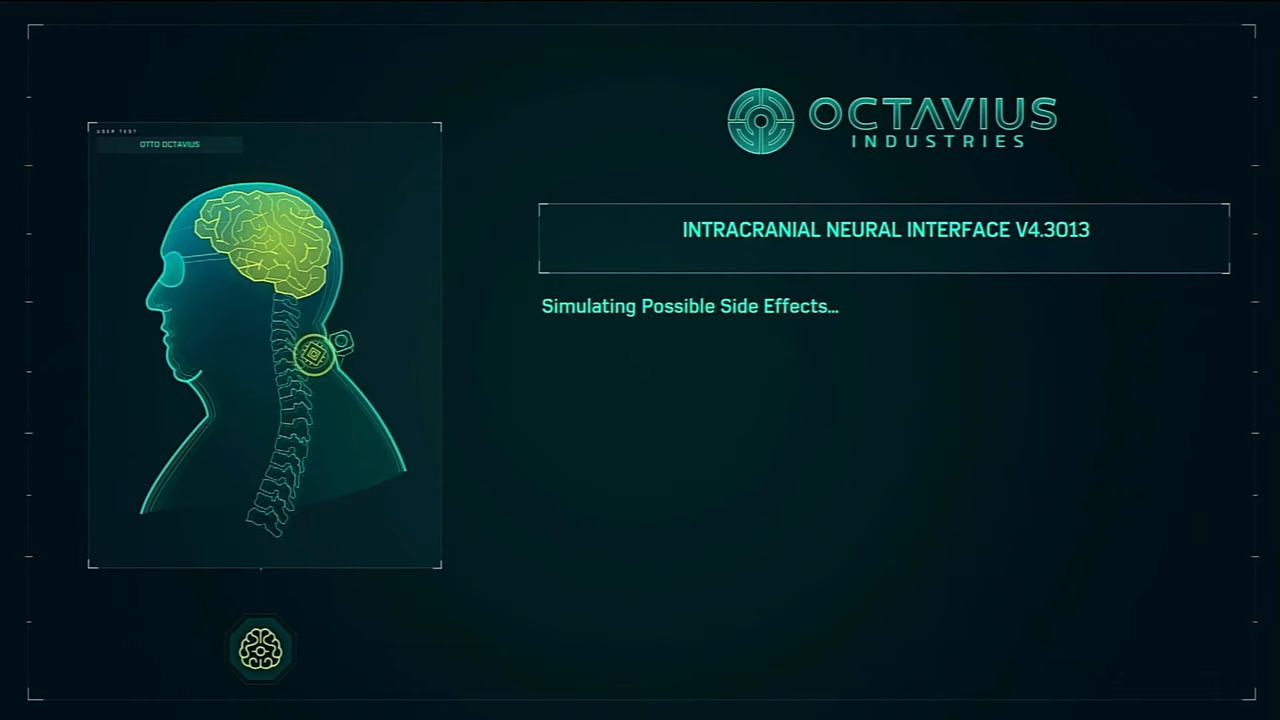 USER TEST
OTTO OCTAVIUS
OCTAVIUS
INDUSTRIES
INTRACRANIAL NEURAL INTERFACE V4.3013
Simulating Possible Side Effects...